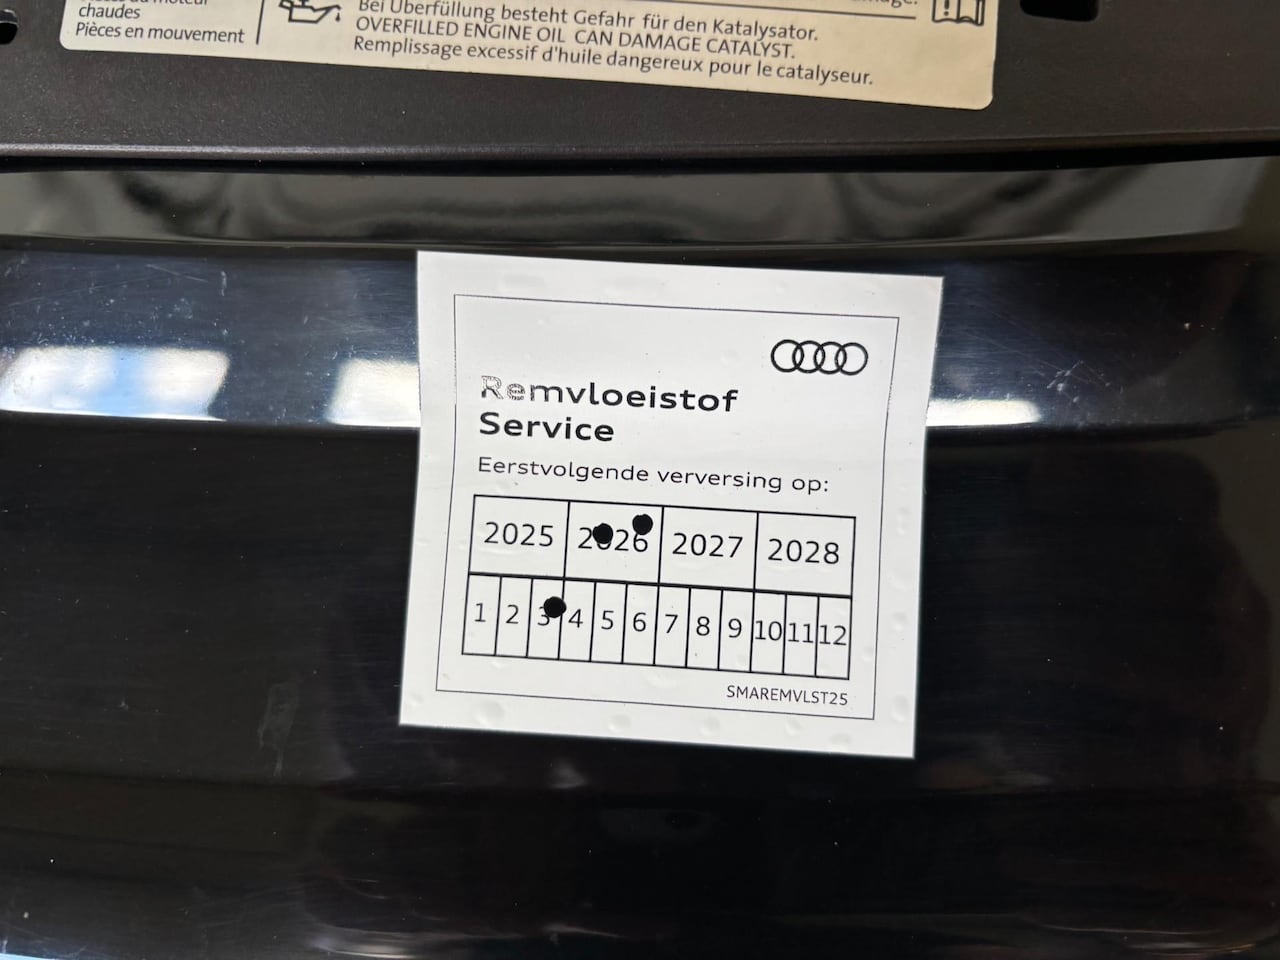 chaudes
Pièces en mouvement
Bei Überfüllung besteht Gefahr für den Katalysator.
OVERFILLED ENGINE OIL CAN DAMAGE CATALYST.
Remplissage excessif d'huile dangereux pour le catalyseur.
Remvloeistof
Service
Eerstvolgende verversing op:
2025 2026 2027 2028
1 2 3 4 5 6 7 8 9 10 11 12
SMAREMVLST25